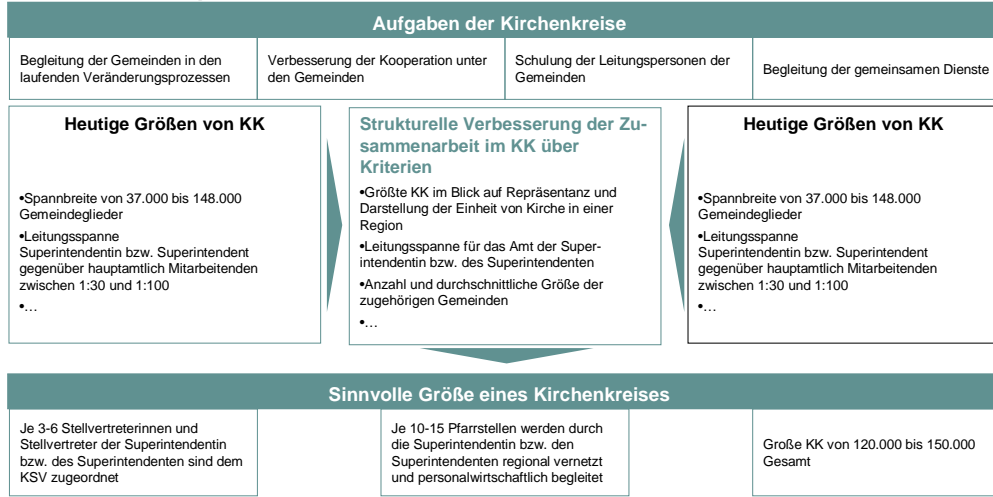 Aufgaben der Kirchenkreise
Begleitung der Gemeinden in den
laufenden Veränderungsprozessen
Verbesserung der Kooperation unter
den Gemeinden
Schulung der Leitungspersonen der
Gemeinden
Begleitung der gemeinsamen Dienste
Heutige Größen von KK
•Spannbreite von 37.000 bis 148.000
Gemeindeglieder
•Leitungsspanne
Superintendentin bzw. Superintendent
gegenüber hauptamtlich Mitarbeitenden
zwischen 1:30 und 1:100
•…
Strukturelle Verbesserung der Zu-
sammenarbeit im KK über
Kriterien
•Größte KK im Blick auf Repräsentanz und
Darstellung der Einheit von Kirche in einer
Region
•Leitungsspanne für das Amt der Super-
intendentin bzw. des Superintendenten
•Anzahl und durchschnittliche Größe der
zugehörigen Gemeinden
•…
Heutige Größen von KK
•Spannbreite von 37.000 bis 148.000
Gemeindeglieder
•Leitungsspanne
Superintendentin bzw. Superintendent
gegenüber hauptamtlich Mitarbeitenden
zwischen 1:30 und 1:100
•…
Sinnvolle Größe eines Kirchenkreises
Je 3-6 Stellvertreterinnen und
Stellvertreter der Superintendentin
bzw. des Superintendenten sind dem
KSV zugeordnet
Je 10-15 Pfarrstellen werden durch
die Superintendentin bzw. den
Superintendenten regional vernetzt
und personalwirtschaftlich begleitet
Große KK von 120.000 bis 150.000
Gesamt